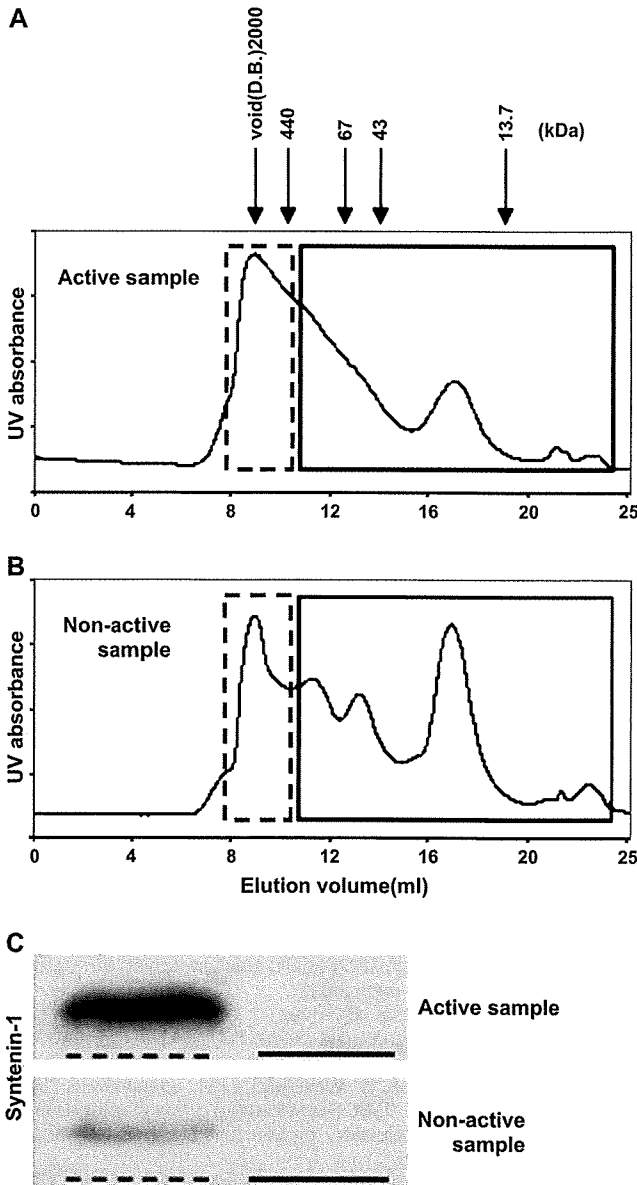 A
void(D.B.)2000
440
67
43
13.7
(kDa)
Active sample
UV absorbance
0 4 8 12 16 20 25
B
Non-active
sample
UV absorbance
0 4 8 12 16 20 25
Elution volume(ml)
C
Syntenin-1
Active sample
Non-active
sample